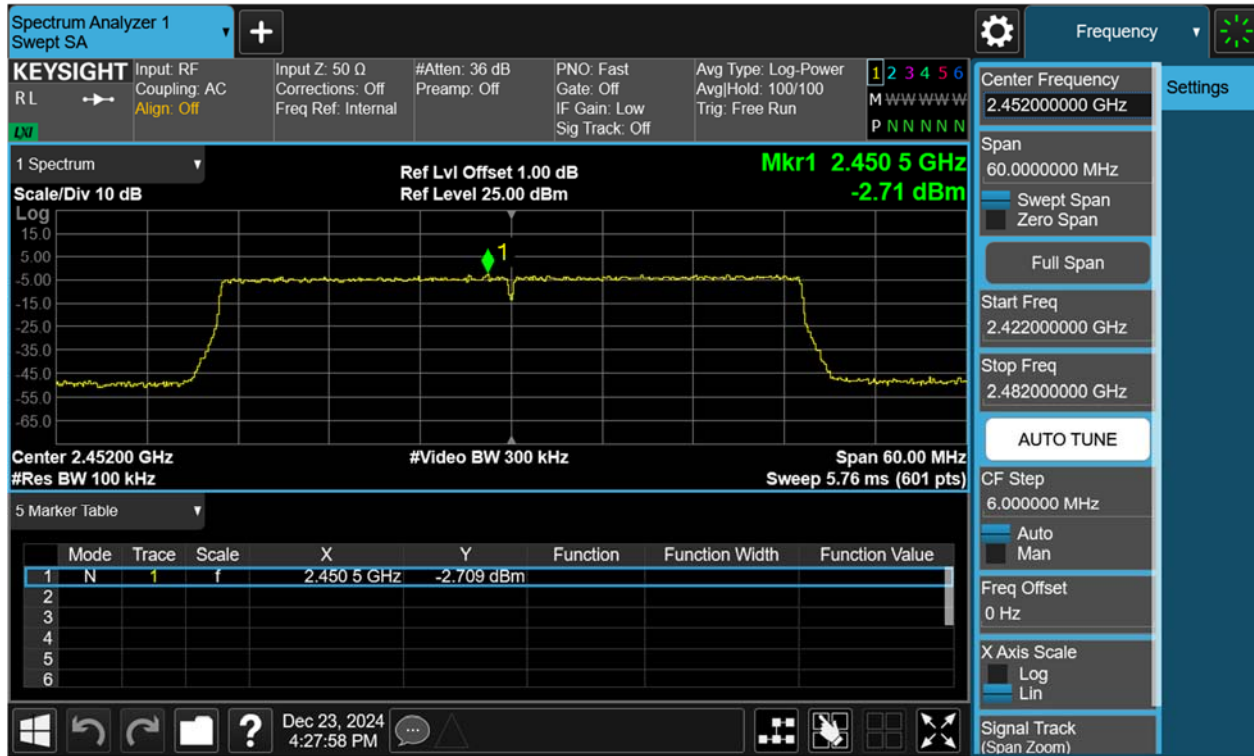 Spectrum Analyzer 1
Swept SA
+
Frequency
KEYSIGHT
RL
LXI
Input: RF
Coupling: AC
Align: Off
Input Z: 50 Ω
Corrections: Off
Freq Ref: Internal
#Atten: 36 dB
Preamp: Off
PNO: Fast
Gate: Off
IF Gain: Low
Sig Track: Off
Avg Type: Log-Power
Avg|Hold: 100/100
Trig: Free Run
1 2 3 4 5 6
M W W W W W
P N N N N N
1 Spectrum
Scale/Div 10 dB
Ref Lvl Offset 1.00 dB
Ref Level 25.00 dBm
Mkr1 2.450 5 GHz
-2.71 dBm
Log
15.0
5.00
-5.00
-15.0
-25.0
-35.0
-45.0
-55.0
-65.0
1
Center 2.45200 GHz
#Res BW 100 kHz
#Video BW 300 kHz
Span 60.00 MHz
Sweep 5.76 ms (601 pts)
5 Marker Table
Mode Trace Scale X Y Function Function Width Function Value
1 N 1 f 2.450 5 GHz -2.709 dBm
2
3
4
5
6
Dec 23, 2024
4:27:58 PM
?
Center Frequency
2.452000000 GHz
Settings
Span
60.0000000 MHz
Swept Span
Zero Span
Full Span
Start Freq
2.422000000 GHz
Stop Freq
2.482000000 GHz
AUTO TUNE
CF Step
6.000000 MHz
Auto
Man
Freq Offset
0 Hz
X Axis Scale
Log
Lin
Signal Track
(Span Zoom)